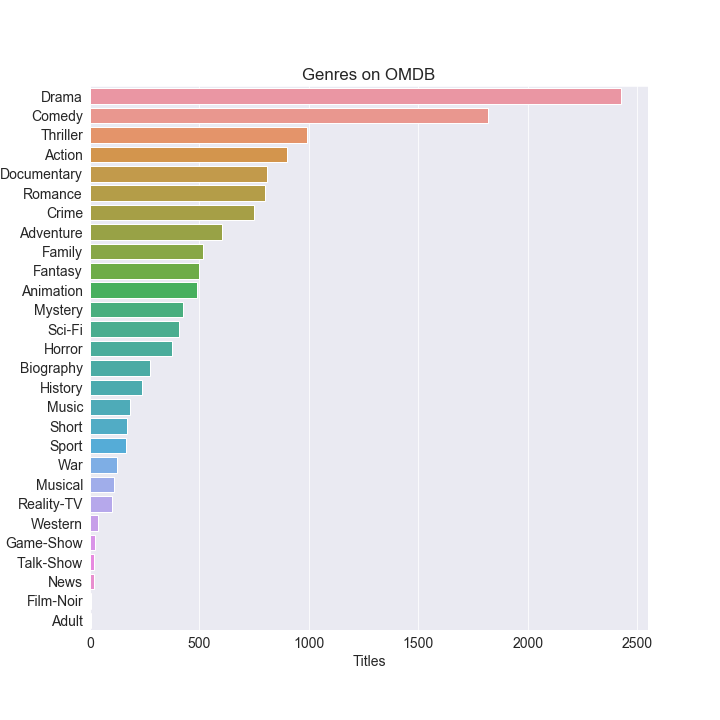 Genres on OMDB
Drama
Comedy
Thriller
Action
Documentary
Romance
Crime
Adventure
Family
Fantasy
Animation
Mystery
Sci-Fi
Horror
Biography
History
Music
Short
Sport
War
Musical
Reality-TV
Western
Game-Show
Talk-Show
News
Film-Noir
Adult
0 500 1000 1500 2000 2500
Titles